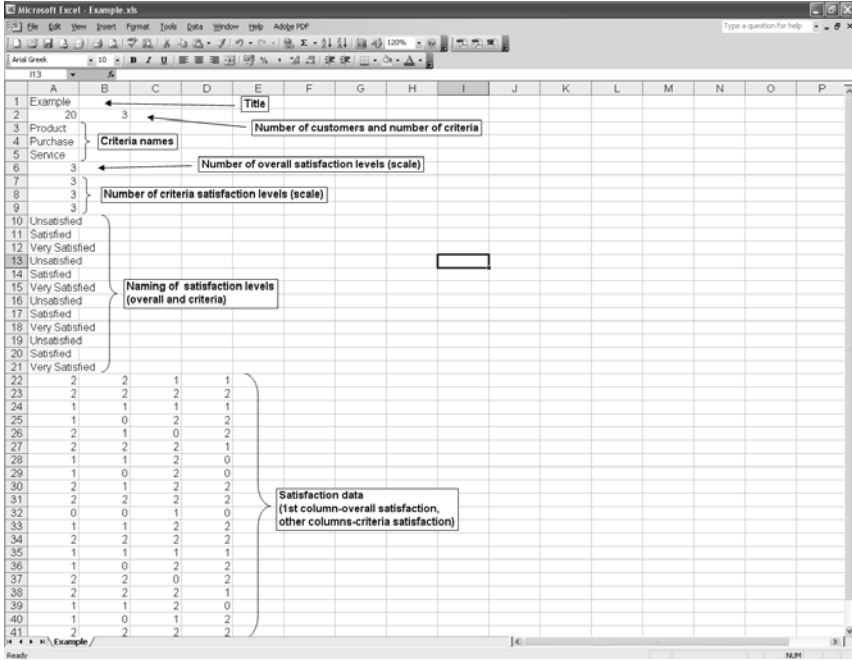 Microsoft Excel - Example.xls
File Edit View Insert Format Tools Data Window Help Adobe PDF
Type a question for help
120%
Arial Greek 10 B I U
I13 fx
A B C D E F G H I J K L M N O P
1 Example Title
2 20 3
Number of customers and number of criteria
3 Product
4 Purchase Criteria names
5 Service
6 3 Number of overall satisfaction levels (scale)
7 3
8 3 Number of criteria satisfaction levels (scale)
9 3
10 Unsatisfied
11 Satisfied
12 Very Satisfied
13 Unsatisfied
14 Satisfied
15 Very Satisfied Naming of satisfaction levels
16 Unsatisfied (overall and criteria)
17 Satisfied
18 Very Satisfied
19 Unsatisfied
20 Satisfied
21 Very Satisfied
22 2 2 1 1
23 2 2 2 2
24 1 1 1 1
25 1 0 2 2
26 2 1 0 2
27 2 2 2 1
28 1 1 2 0
29 1 0 2 0
30 2 1 2 2
31 2 2 2 2 Satisfaction data
32 0 0 1 0 (1st column-overall satisfaction,
33 1 1 2 2 other columns-criteria satisfaction)
34 2 2 2 2
35 1 1 1 1
36 1 0 2 2
37 2 2 0 2
38 2 2 2 1
39 1 1 2 0
40 1 0 1 2
41 2 2 2 2
Example
Ready NUM